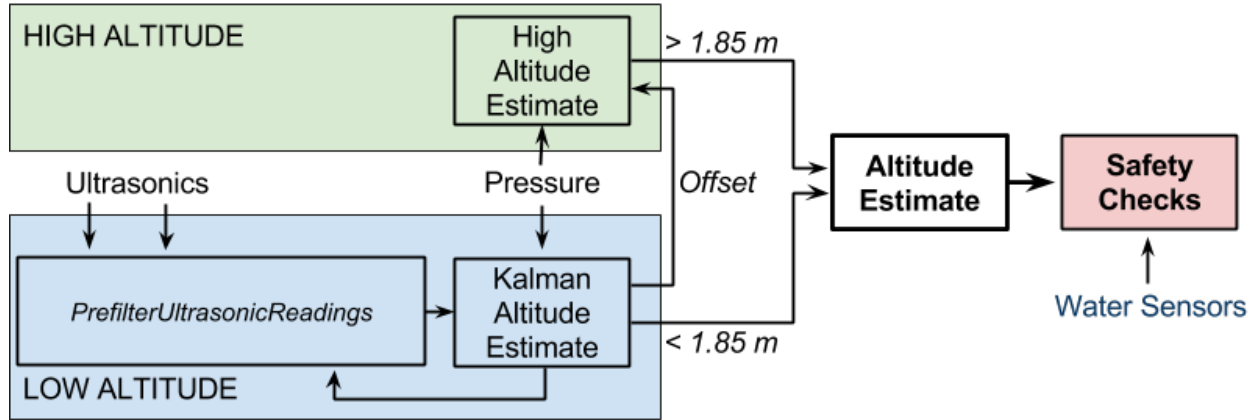 HIGH ALTITUDE
High
Altitude
Estimate
> 1.85 m
Ultrasonics
Pressure
Offset
Altitude
Estimate
Safety
Checks
PrefilterUltrasonicReadings
Kalman
Altitude
Estimate
< 1.85 m
Water Sensors
LOW ALTITUDE